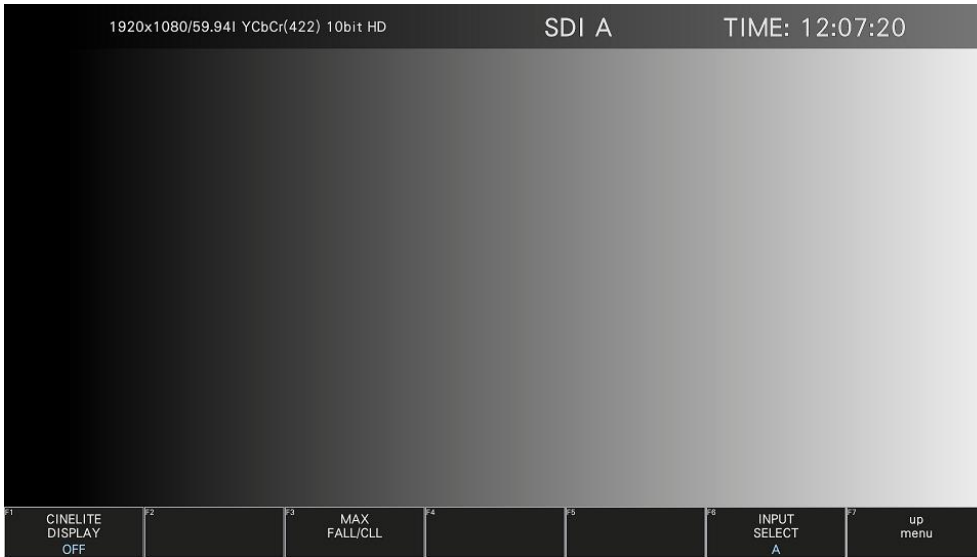 1920x1080/59.94I YCbCr(422) 10bit HD SDI A TIME: 12:07:20
F1 CINELITE
DISPLAY
OFF
F2
F3 MAX
FALL/CLL
F4
F5
F6 INPUT
SELECT
A
F7 up
menu